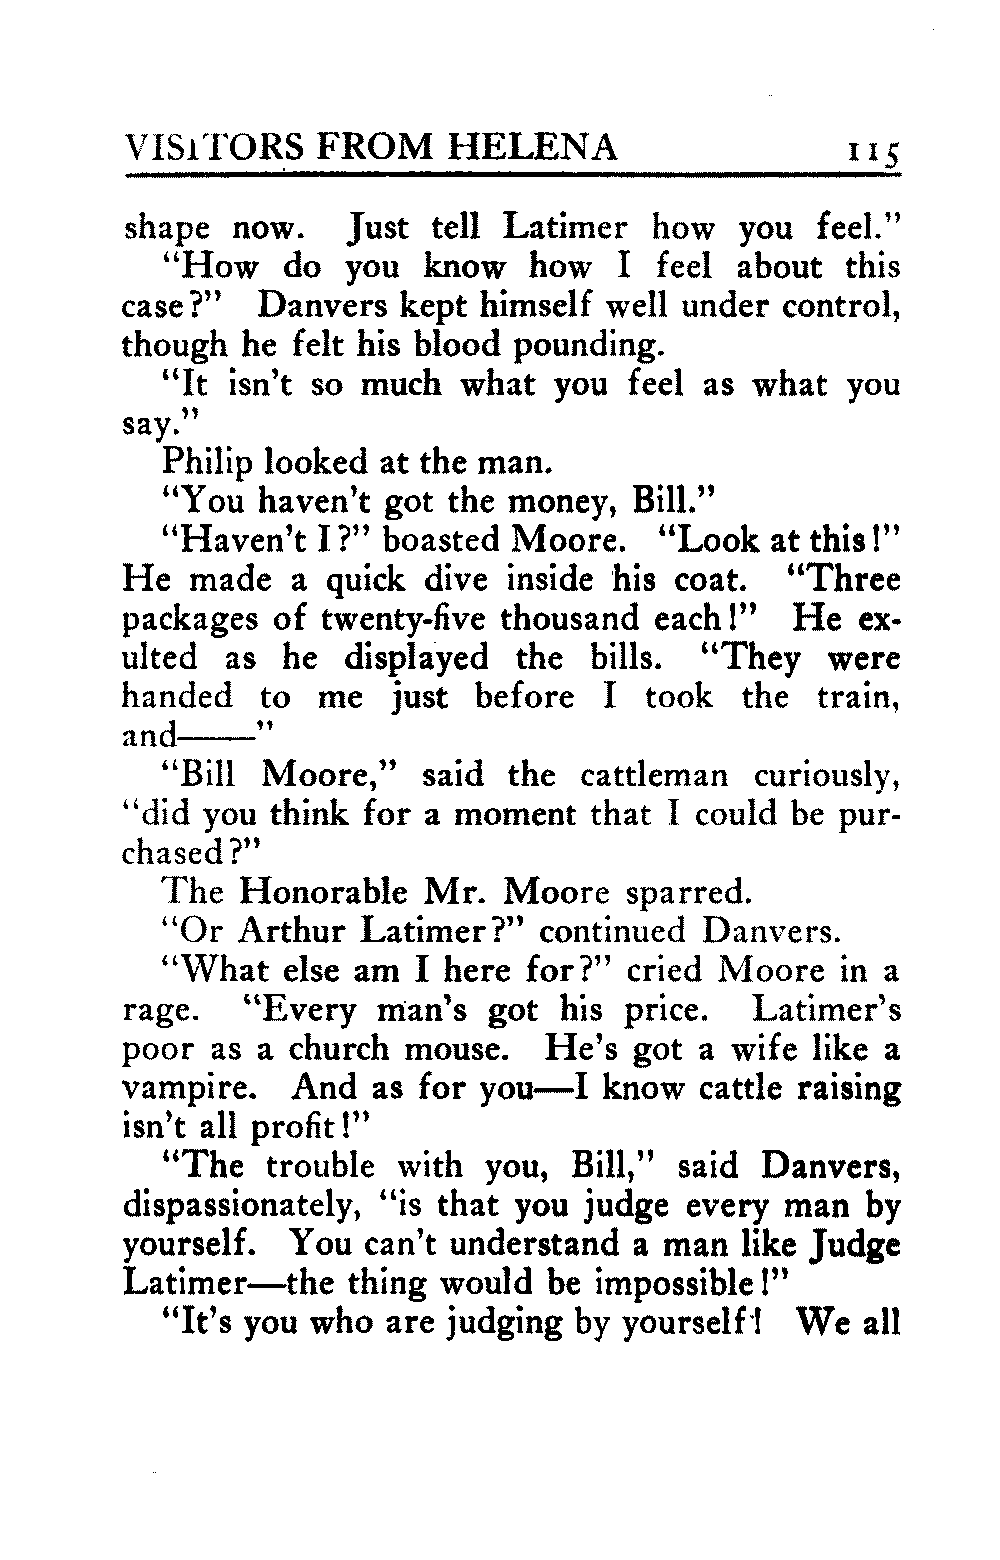 VISITORS FROM HELENA 115
shape now. Just tell Latimer how you feel."
"How do you know how I feel about this
case?" Danvers kept himself well under control,
though he felt his blood pounding.
"It isn't so much what you feel as what you
say."
Philip looked at the man.
"You haven't got the money, Bill."
"Haven't I?" boasted Moore. "Look at this!"
He made a quick dive inside his coat. "Three
packages of twenty-five thousand each!" He ex-
ulted as he displayed the bills. "They were
handed to me just before I took the train,
and——"
"Bill Moore," said the cattleman curiously,
"did you think for a moment that I could be pur-
chased?"
The Honorable Mr. Moore sparred.
"Or Arthur Latimer?" continued Danvers.
"What else am I here for?" cried Moore in a
rage. "Every man's got his price. Latimer's
poor as a church mouse. He's got a wife like a
vampire. And as for you—I know cattle raising
isn't all profit!"
"The trouble with you, Bill," said Danvers,
dispassionately, "is that you judge every man by
yourself. You can't understand a man like Judge
Latimer—the thing would be impossible!"
"It's you who are judging by yourself! We all